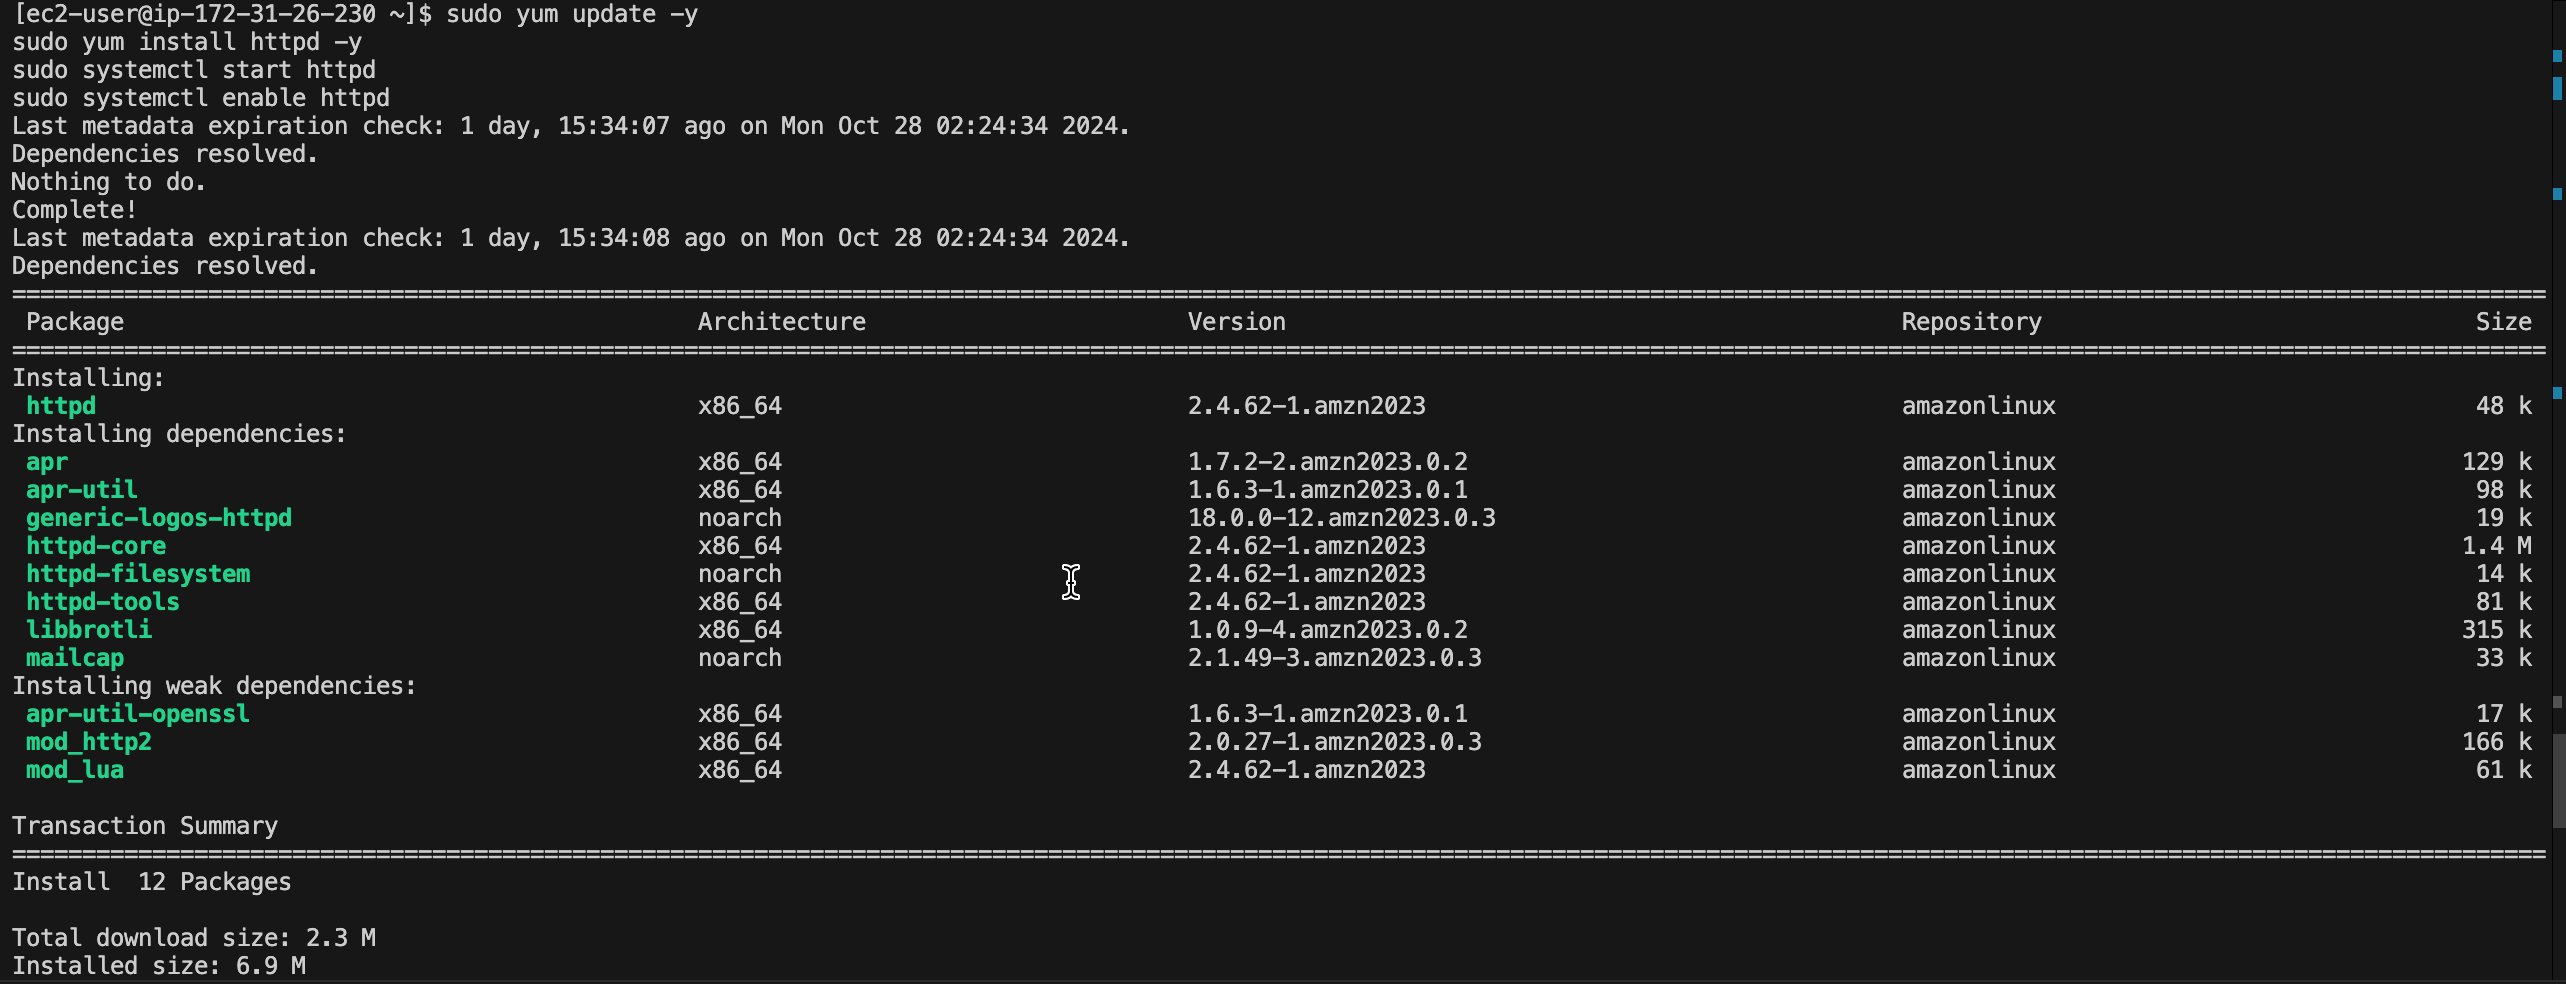 [ec2-user@ip-172-31-26-230 ~]$ sudo yum update -y
sudo yum install httpd -y
sudo systemctl start httpd
sudo systemctl enable httpd
Last metadata expiration check: 1 day, 15:34:07 ago on Mon Oct 28 02:24:34 2024.
Dependencies resolved.
Nothing to do.
Complete!
Last metadata expiration check: 1 day, 15:34:08 ago on Mon Oct 28 02:24:34 2024.
Dependencies resolved.
Package Architecture Version Repository Size
Installing:
httpd x86_64 2.4.62-1.amzn2023 amazonlinux 48 k
Installing dependencies:
apr x86_64 1.7.2-2.amzn2023.0.2 amazonlinux 129 k
apr-util x86_64 1.6.3-1.amzn2023.0.1 amazonlinux 98 k
generic-logos-httpd noarch 18.0.0-12.amzn2023.0.3 amazonlinux 19 k
httpd-core x86_64 2.4.62-1.amzn2023 amazonlinux 1.4 M
httpd-filesystem noarch 2.4.62-1.amzn2023 amazonlinux 14 k
httpd-tools x86_64 2.4.62-1.amzn2023 amazonlinux 81 k
libbrotli x86_64 1.0.9-4.amzn2023.0.2 amazonlinux 315 k
mailcap noarch 2.1.49-3.amzn2023.0.3 amazonlinux 33 k
Installing weak dependencies:
apr-util-openssl x86_64 1.6.3-1.amzn2023.0.1 amazonlinux 17 k
mod_http2 x86_64 2.0.27-1.amzn2023.0.3 amazonlinux 166 k
mod_lua x86_64 2.4.62-1.amzn2023 amazonlinux 61 k
Transaction Summary
Install  12 Packages
Total download size: 2.3 M
Installed size: 6.9 M